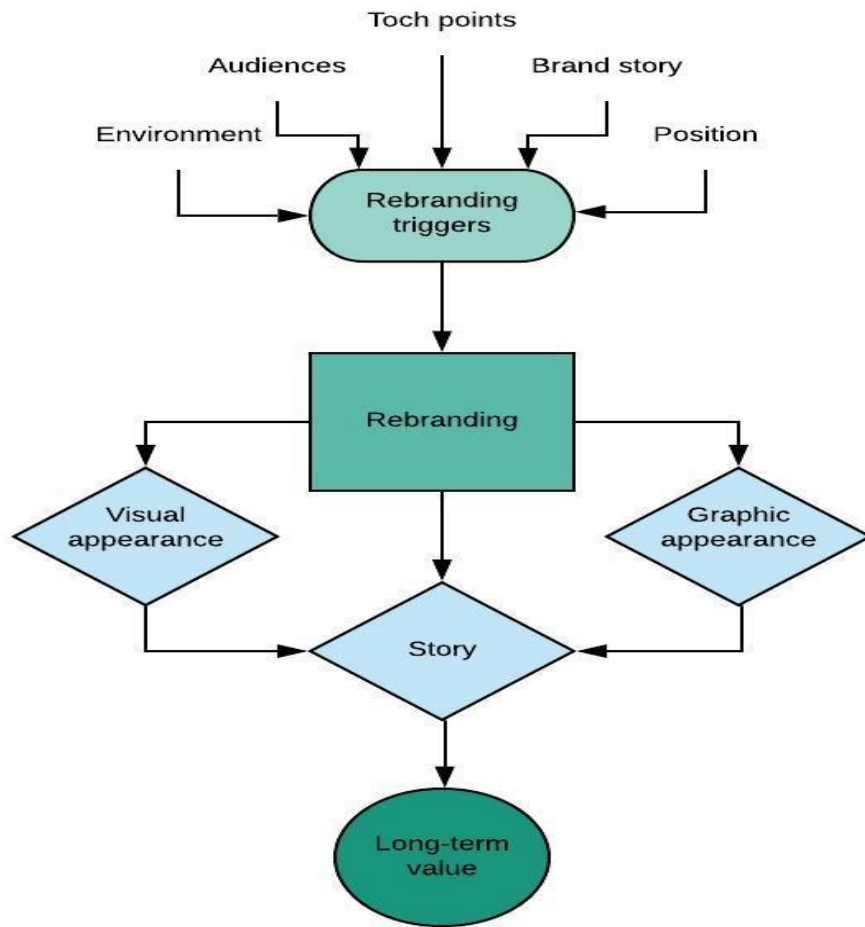 Toch points
Audiences
Brand story
Environment
Position
Rebranding
triggers
Rebranding
Visual
appearance
Graphic
appearance
Story
Long-term
value